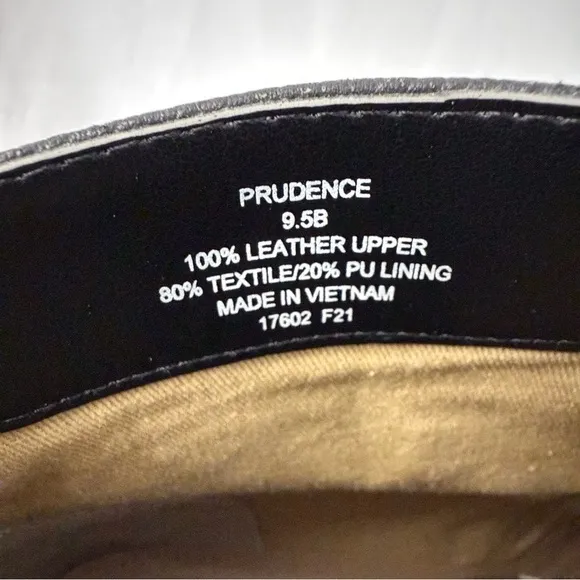 PRUDENCE
9.5B
100% LEATHER UPPER
80% TEXTILE/20% PU LINING
MADE IN VIETNAM
17602 F21